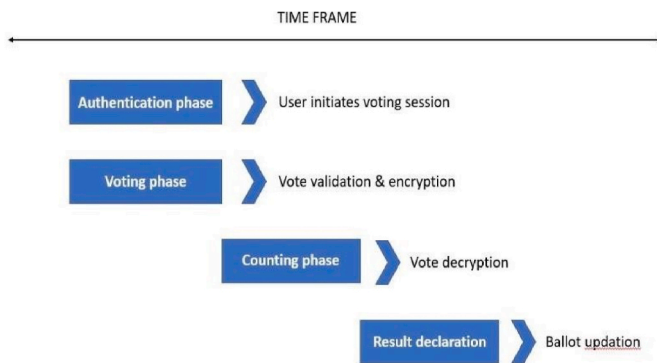 TIME FRAME
Authentication phase
User initiates voting session
Voting phase
Vote validation & encryption
Counting phase
Vote decryption
Result declaration
Ballot updation